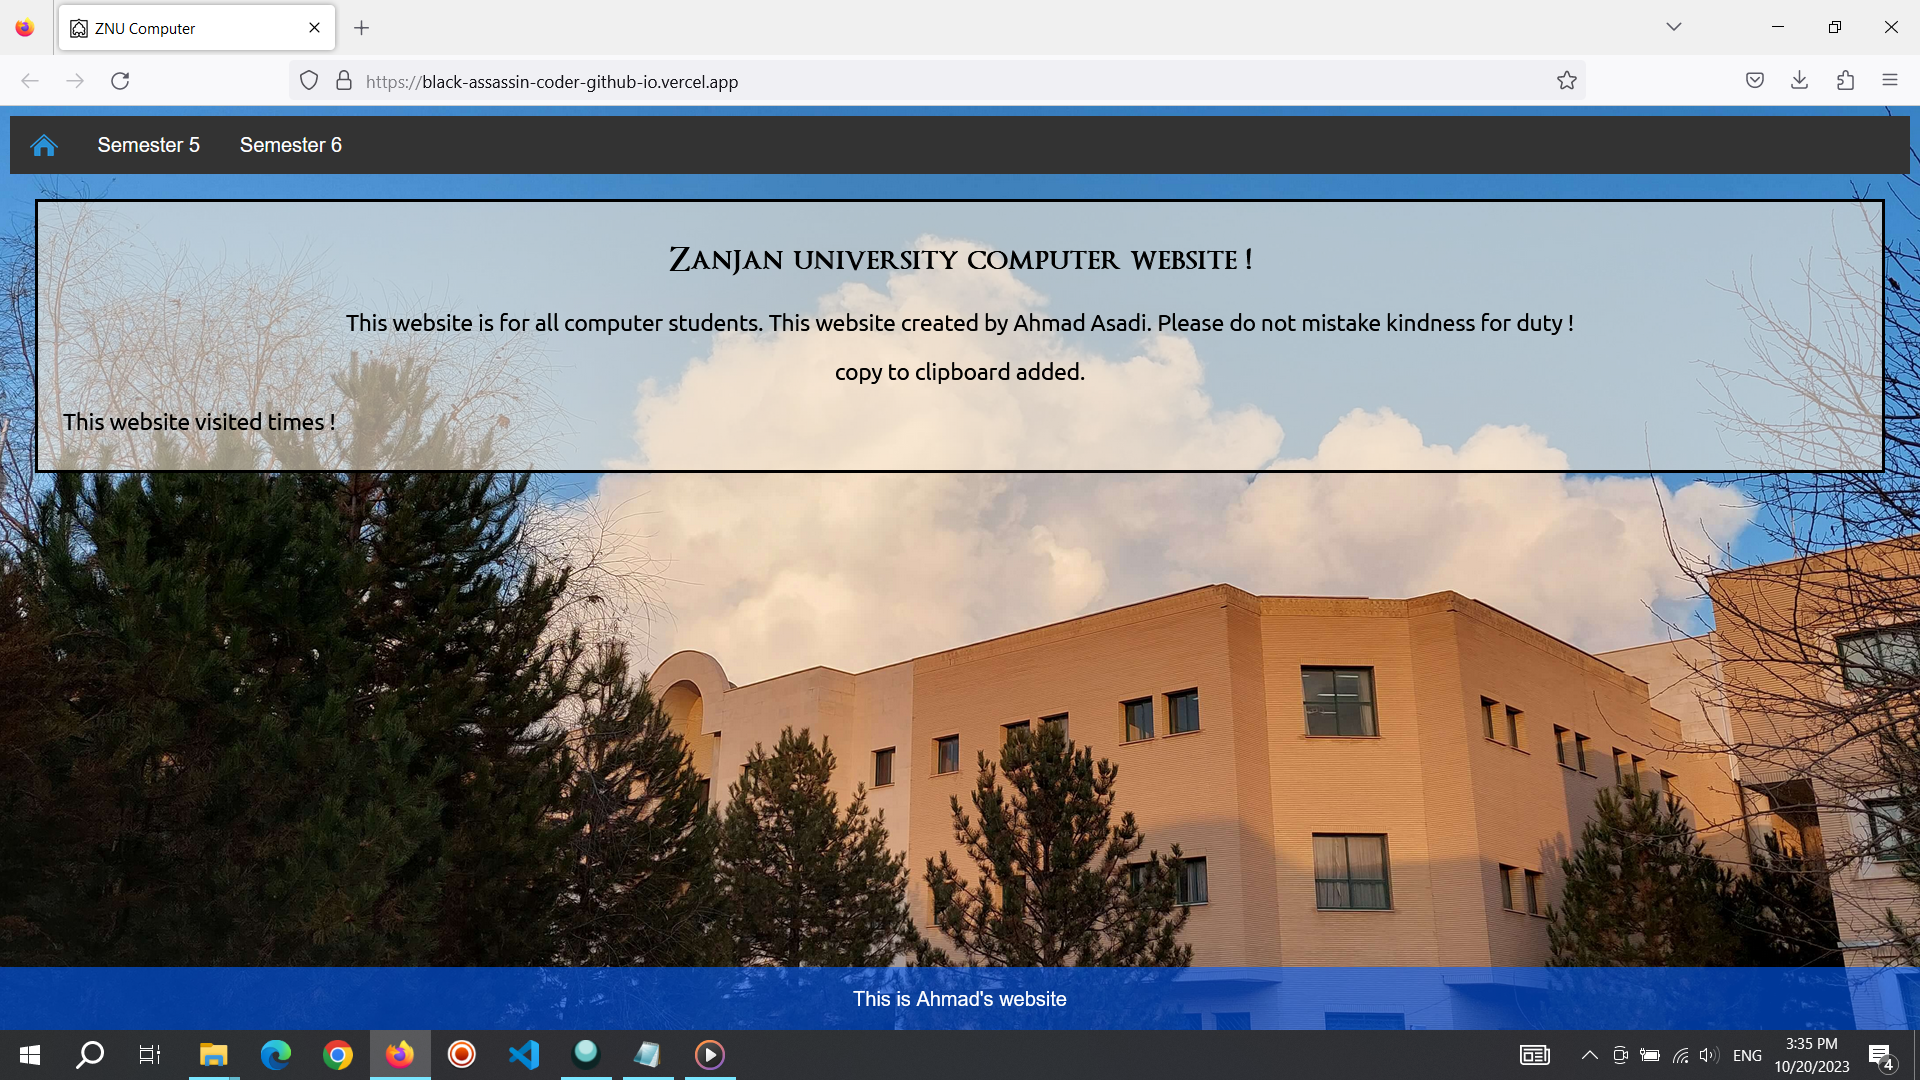 ZNU Computer
https://black-assassin-coder-github-io.vercel.app
Semester 5 Semester 6
Zanjan university computer website !
This website is for all computer students. This website created by Ahmad Asadi. Please do not mistake kindness for duty !
copy to clipboard added.
This website visited times !
This is Ahmad's website
ENG
3:35 PM
10/20/2023
4